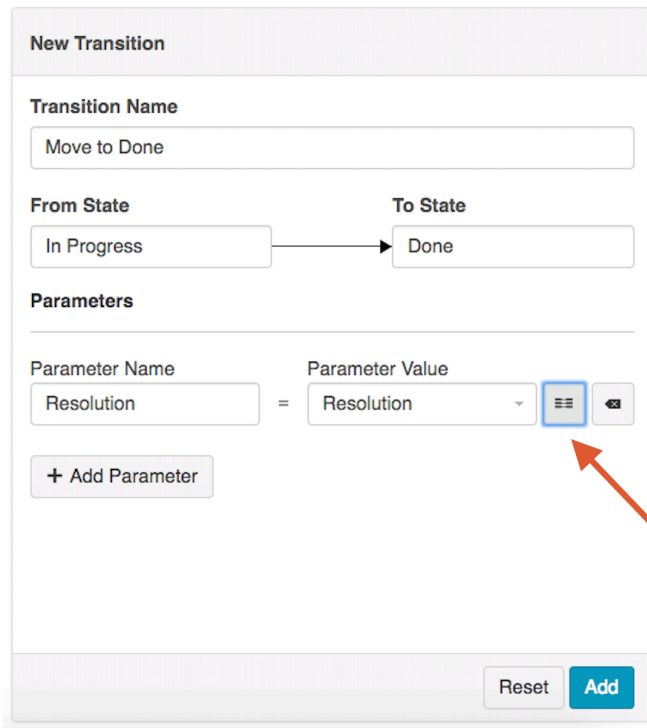 New Transition
Transition Name
Move to Done
From State To State
In Progress Done
Parameters
Parameter Name Parameter Value
Resolution = Resolution
+ Add Parameter
Reset Add